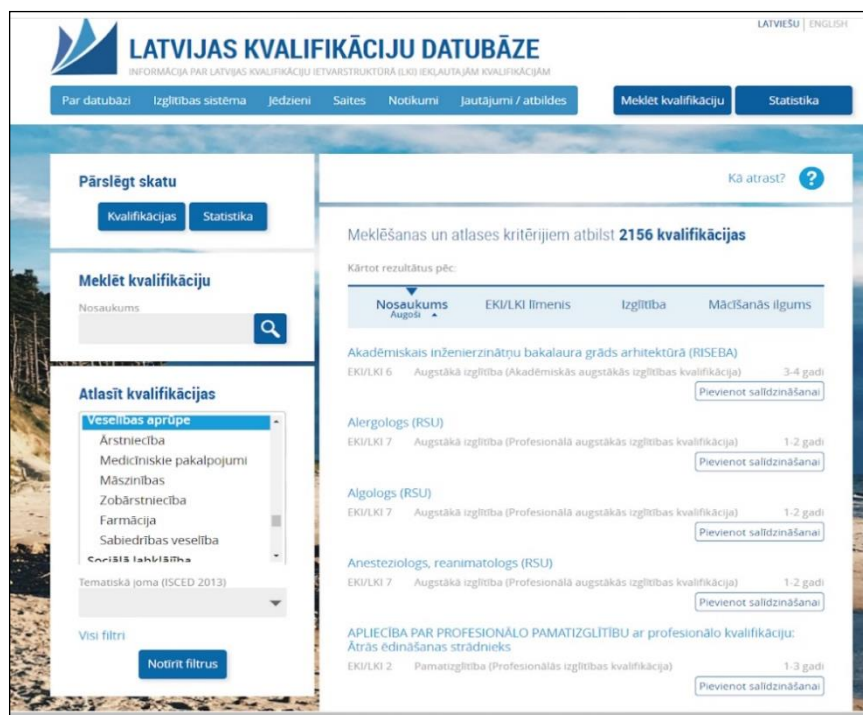 LATVIEŠU | ENGLISH
LATVIJAS KVALIFIKĀCIJU DATUBĀZE
INFORMĀCIJA PAR LATVIJAS KVALIFIKĀCIJU IETVARSTRUKTŪRĀ (LKI) IEKĻAUTAJĀM KVALIFIKĀCIJĀM
Par datubāzi Izglītības sistēma Jēdzieni Saites Notikumi Jautājumi / atbildes Meklēt kvalifikāciju Statistika
Pārslēgt skatu
Kvalifikācijas Statistika
Meklēt kvalifikāciju
Nosaukums
Atlasīt kvalifikācijas
Veselības aprūpe
Ārstniecība
Medicīniskie pakalpojumi
Māszinības
Zobārstniecība
Farmācija
Sabiedrības veselība
Sociālā labklājība
Tematiskā joma (ISCED 2013)
Visi filtri
Notīrīt filtrus
Kā atrast? ?
Meklēšanas un atlases kritērijiem atbilst 2156 kvalifikācijas
Kārtot rezultātus pēc:
Nosaukums EKI/LKI līmenis Izglītība Mācīšanās ilgums
Augoši
Akadēmiskais inženierzinātņu bakalaura grāds arhitektūrā (RISEBA)
EKI/LKI 6 Augstākā izglītība (Akadēmiskās augstākās izglītības kvalifikācija) 3-4 gadi
Pievienot salīdzināšanai
Alergologs (RSU)
EKI/LKI 7 Augstākā izglītība (Profesionālā augstākās izglītības kvalifikācija) 1-2 gadi
Pievienot salīdzināšanai
Algologs (RSU)
EKI/LKI 7 Augstākā izglītība (Profesionālā augstākās izglītības kvalifikācija) 1-2 gadi
Pievienot salīdzināšanai
Anesteziologs, reanimatologs (RSU)
EKI/LKI 7 Augstākā izglītība (Profesionālā augstākās izglītības kvalifikācija) 1-2 gadi
Pievienot salīdzināšanai
APLIECĪBA PAR PROFESIONĀLO PAMATIZGLĪTĪBU ar profesionālo kvalifikāciju:
Ātrās ēdināšanas strādnieks
EKI/LKI 2 Pamatizglītība (Profesionālās izglītības kvalifikācija) 1-3 gadi
Pievienot salīdzināšanai